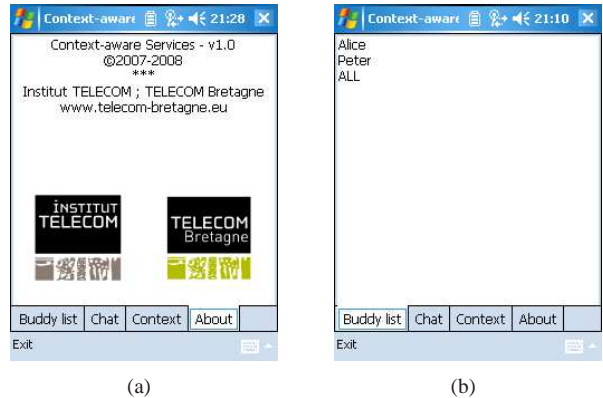 Context-aware 21:28
Context-aware Services - v1.0
©2007-2008
***
Institut TELECOM ; TELECOM Bretagne
www.telecom-bretagne.eu
INSTITUT
TELECOM
TELECOM
Bretagne
Buddy list Chat Context About
Exit
(a)
Context-aware 21:10
Alice
Peter
ALL
Buddy list Chat Context About
Exit
(b)